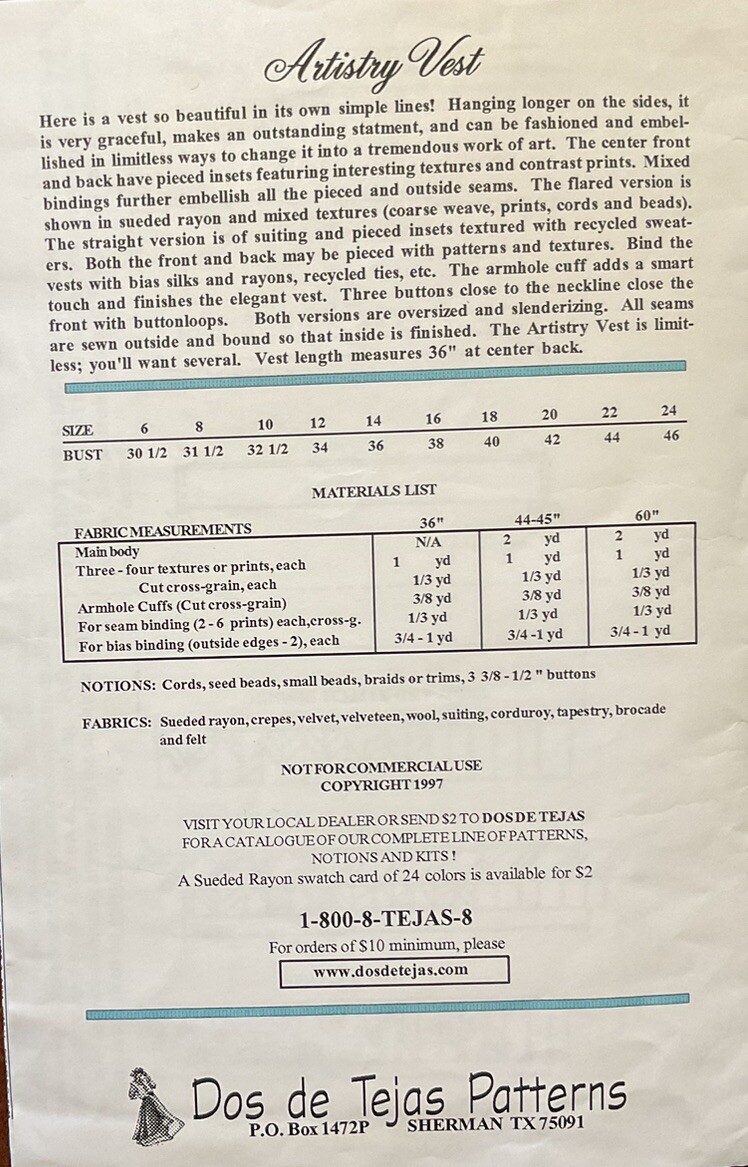 Artistry Vest
Here is a vest so beautiful in its own simple lines! Hanging longer on the sides, it
is very graceful, makes an outstanding statment, and can be fashioned and embel-
lished in limitless ways to change it into a tremendous work of art. The center front
and back have pieced insets featuring interesting textures and contrast prints. Mixed
bindings further embellish all the pieced and outside seams. The flared version is
shown in sueded rayon and mixed textures (coarse weave, prints, cords and beads).
The straight version is of suiting and pieced insets textured with recycled sweat-
ers. Both the front and back may be pieced with patterns and textures. Bind the
vests with bias silks and rayons, recycled ties, etc. The armhole cuff adds a smart
touch and finishes the elegant vest. Three buttons close to the neckline close the
front with buttonloops. Both versions are oversized and slenderizing. All seams
are sewn outside and bound so that inside is finished. The Artistry Vest is limit-
less; you'll want several. Vest length measures 36" at center back.
SIZE 6 8 10 12 14 16 18 20 22 24
BUST 30 1/2 31 1/2 32 1/2 34 36 38 40 42 44 46
MATERIALS LIST
FABRIC MEASUREMENTS 36" 44-45" 60"
Main body N/A 2 yd 2 yd
Three - four textures or prints, each 1 yd 1 yd 1 yd
Cut cross-grain, each 1/3 yd 1/3 yd 1/3 yd
Armhole Cuffs (Cut cross-grain) 3/8 yd 3/8 yd 3/8 yd
For seam binding (2 - 6 prints) each,cross-g. 1/3 yd 1/3 yd 1/3 yd
For bias binding (outside edges - 2), each 3/4 - 1 yd 3/4 -1 yd 3/4 -1 yd
NOTIONS: Cords, seed beads, small beads, braids or trims, 3 3/8 - 1/2 " buttons
FABRICS: Sueded rayon, crepes, velvet, velveteen, wool, suiting, corduroy, tapestry, brocade
and felt
NOT FOR COMMERCIAL USE
COPYRIGHT 1997
VISIT YOUR LOCAL DEALER OR SEND $2 TO DOS DE TEJAS
FOR A CATALOGUE OF OUR COMPLETE LINE OF PATTERNS,
NOTIONS AND KITS !
A Sueded Rayon swatch card of 24 colors is available for $2
1-800-8-TEJAS-8
For orders of $10 minimum, please
www.dosdetejas.com
Dos de Tejas Patterns
P.O. Box 1472P SHERMAN TX 75091